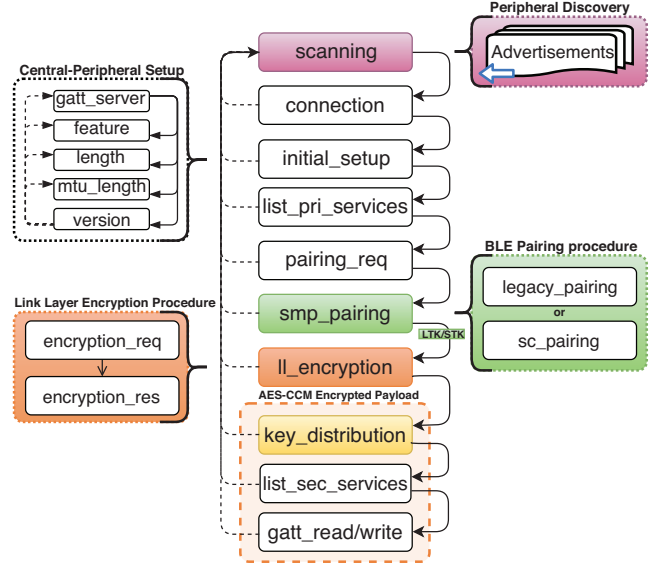 Peripheral Discovery
Advertisements
scanning
Central-Peripheral Setup
gatt_server
feature
length
mtu_length
version
connection
initial_setup
list_pri_services
pairing_req
BLE Pairing procedure
legacy_pairing
or
sc_pairing
smp_pairing
LTK/STK
Link Layer Encryption Procedure
encryption_req
encryption_res
ll_encryption
AES-CCM Encrypted Payload
key_distribution
list_sec_services
gatt_read/write